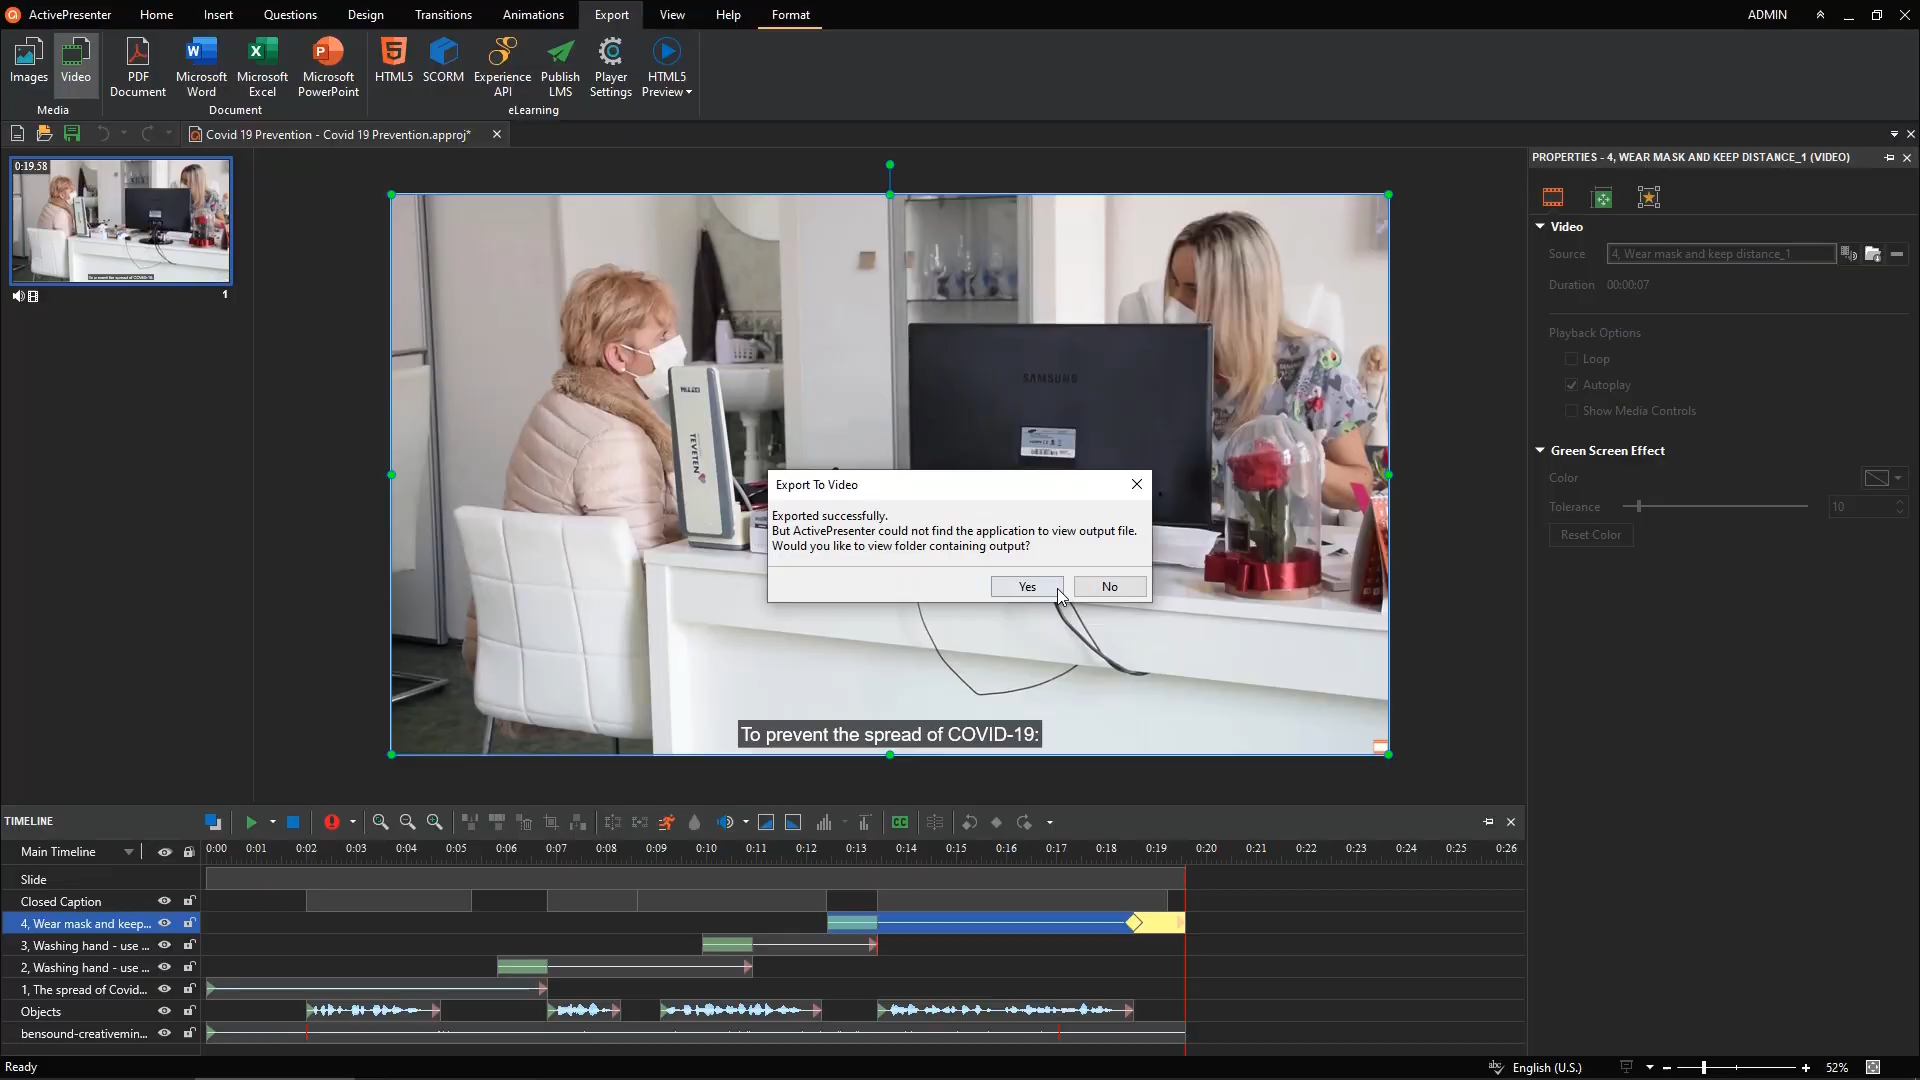 ActivePresenter
Home
Insert
Questions
Design
Transitions
Animations
Export
View
Help
Format
ADMIN
Images
Video
PDF
Document
Microsoft
Word
Microsoft
Excel
Microsoft
PowerPoint
HTML5
SCORM
Experience
API
Publish
LMS
Player
Settings
HTML5
Preview
Media
Document
eLearning
Covid 19 Prevention - Covid 19 Prevention.approj*
0:19.58
To prevent the spread of COVID-19:
1
SAMSUNG
TEVETEN
Export To Video
Exported successfully.
But ActivePresenter could not find the application to view output file.
Would you like to view folder containing output?
Yes
No
To prevent the spread of COVID-19:
PROPERTIES - 4, WEAR MASK AND KEEP DISTANCE_1 (VIDEO)
Video
Source
4, Wear mask and keep distance_1
Duration
00:00:07
Playback Options
Loop
Autoplay
Show Media Controls
Green Screen Effect
Color
Tolerance
10
Reset Color
TIMELINE
CC
Main Timeline
0:00 0:01 0:02 0:03 0:04 0:05 0:06 0:07 0:08 0:09 0:10 0:11 0:12 0:13 0:14 0:15 0:16 0:17 0:18 0:19 0:20 0:21 0:22 0:23 0:24 0:25 0:26
Slide
Closed Caption
4, Wear mask and keep...
3, Washing hand - use ...
2, Washing hand - use ...
1, The spread of Covid...
Objects
bensound-creativemin...
Ready
abc
English (U.S.)
52%